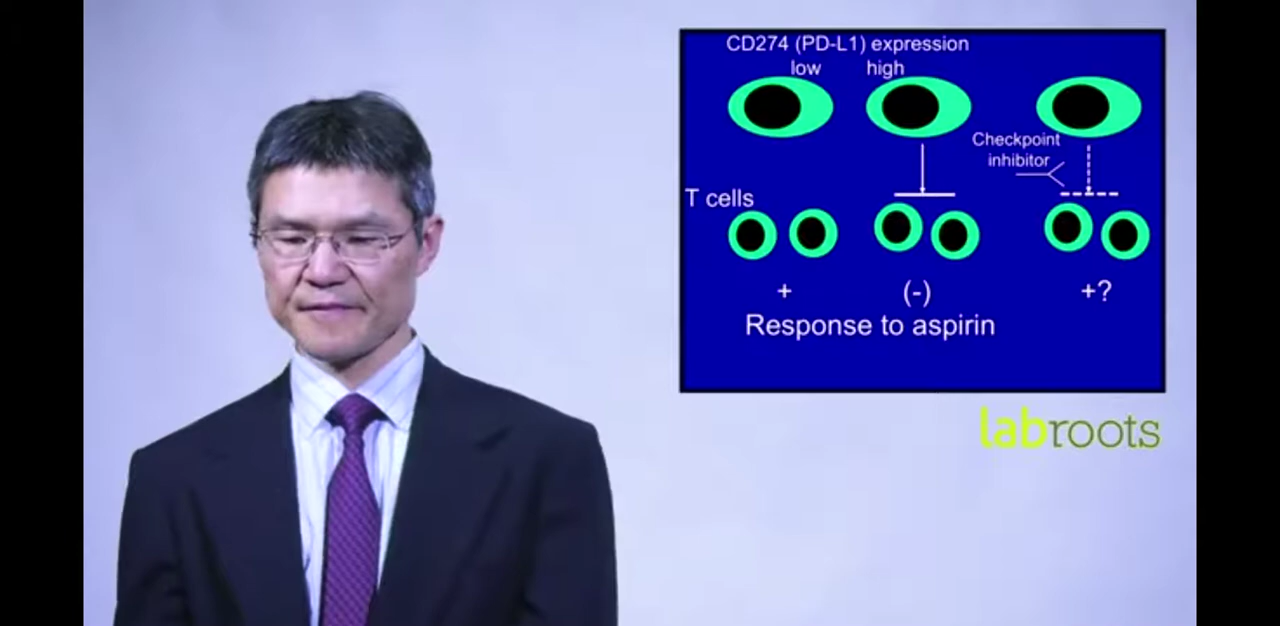 CD274 (PD-L1) expression
low high
Checkpoint
inhibitor
T cells
+ (-) +?
Response to aspirin
labroots